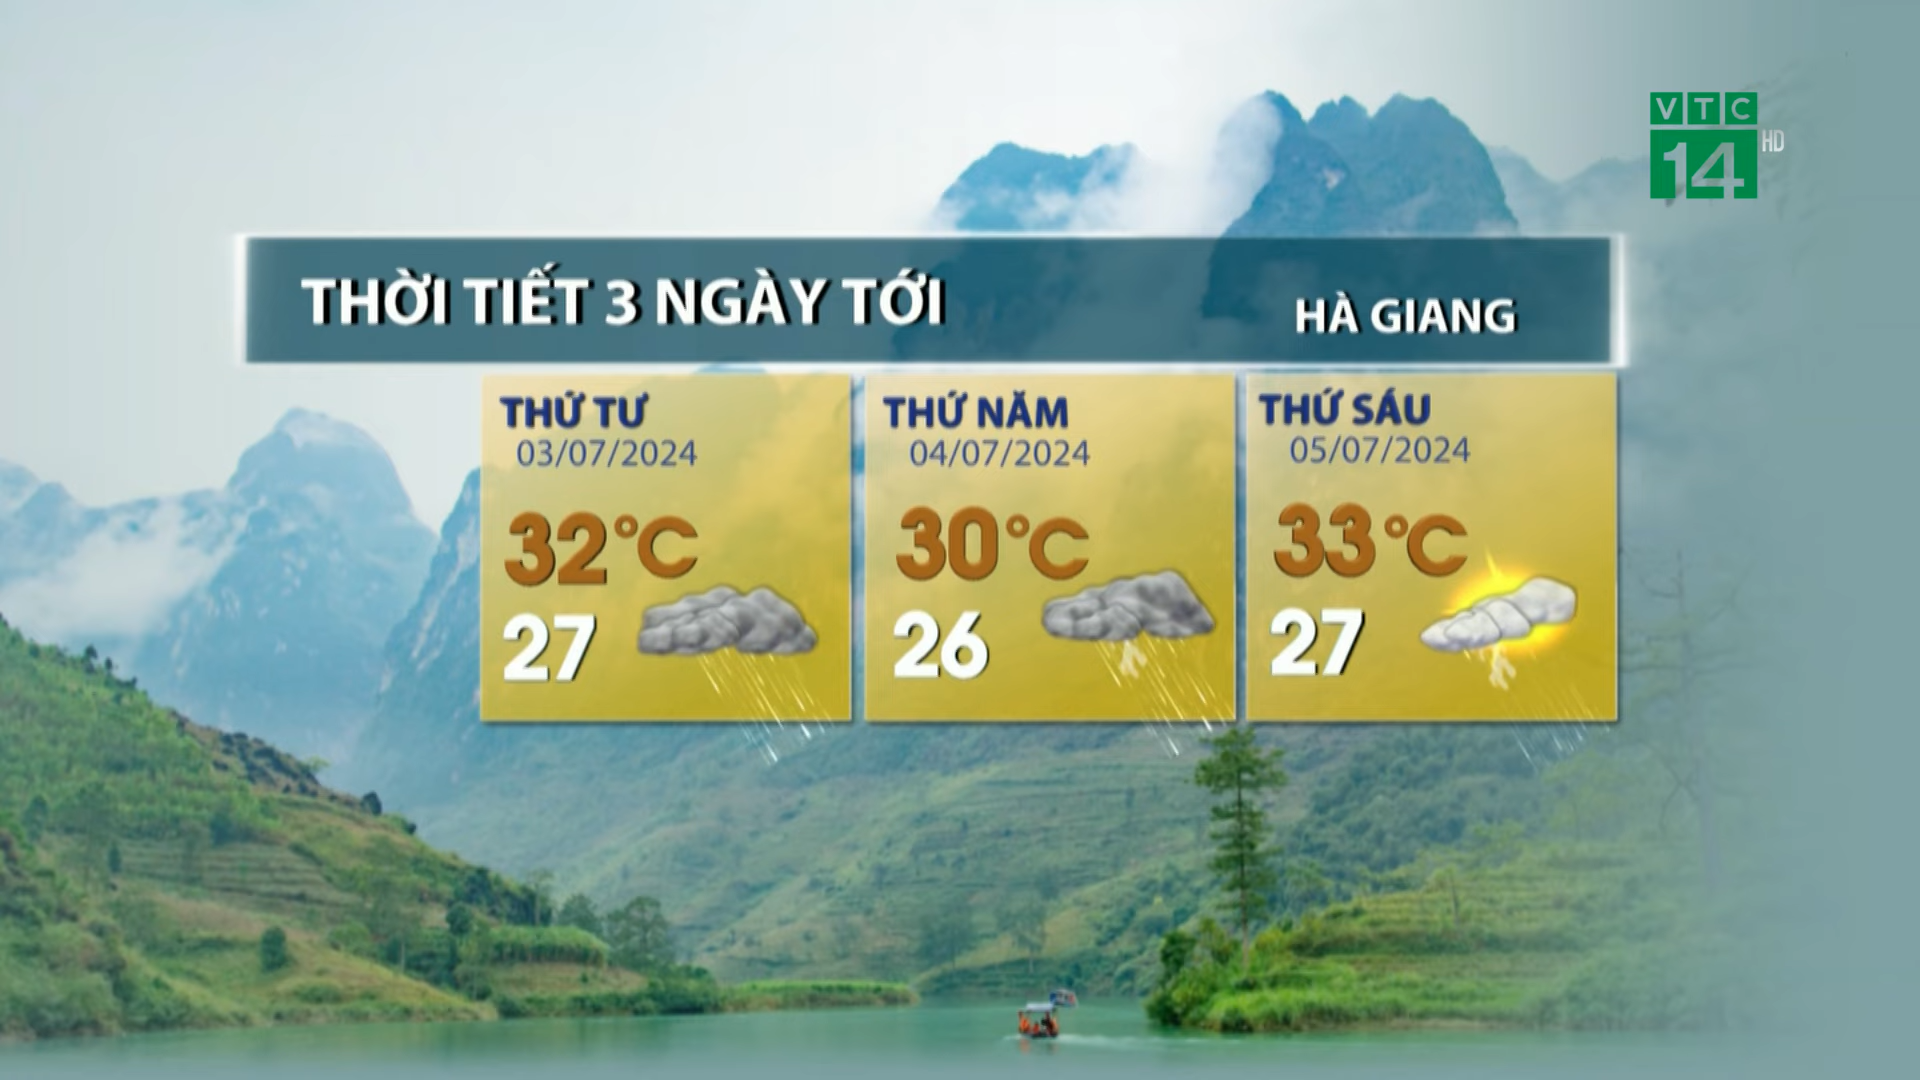 VTC
14 HD
THỜI TIẾT 3 NGÀY TỚI
HÀ GIANG
THỨ TƯ
03/07/2024
32°C
27
THỨ NĂM
04/07/2024
30°C
26
THỨ SÁU
05/07/2024
33°C
27